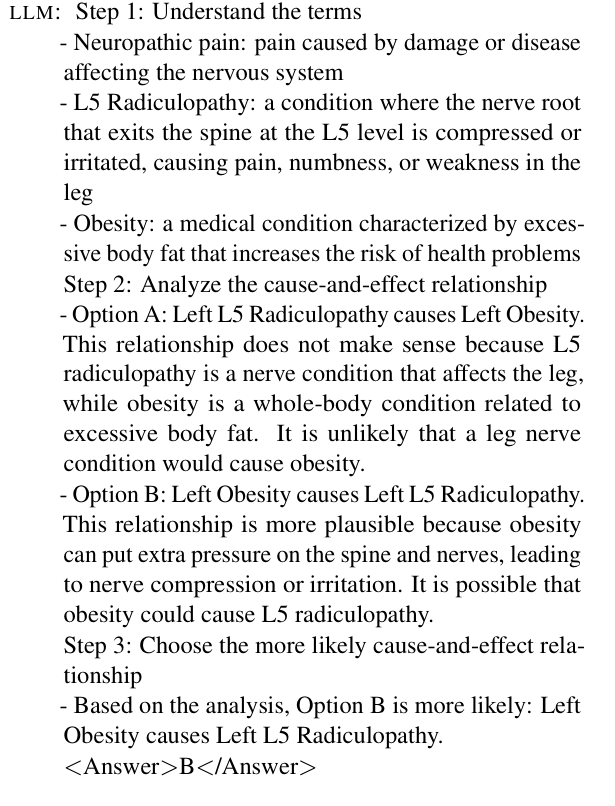 LLM: Step 1: Understand the terms
- Neuropathic pain: pain caused by damage or disease
affecting the nervous system
- L5 Radiculopathy: a condition where the nerve root
that exits the spine at the L5 level is compressed or
irritated, causing pain, numbness, or weakness in the
leg
- Obesity: a medical condition characterized by exces-
sive body fat that increases the risk of health problems
Step 2: Analyze the cause-and-effect relationship
- Option A: Left L5 Radiculopathy causes Left Obesity.
This relationship does not make sense because L5
radiculopathy is a nerve condition that affects the leg,
while obesity is a whole-body condition related to
excessive body fat. It is unlikely that a leg nerve
condition would cause obesity.
- Option B: Left Obesity causes Left L5 Radiculopathy.
This relationship is more plausible because obesity
can put extra pressure on the spine and nerves, leading
to nerve compression or irritation. It is possible that
obesity could cause L5 radiculopathy.
Step 3: Choose the more likely cause-and-effect rela-
tionship
- Based on the analysis, Option B is more likely: Left
Obesity causes Left L5 Radiculopathy.
<Answer>B</Answer>